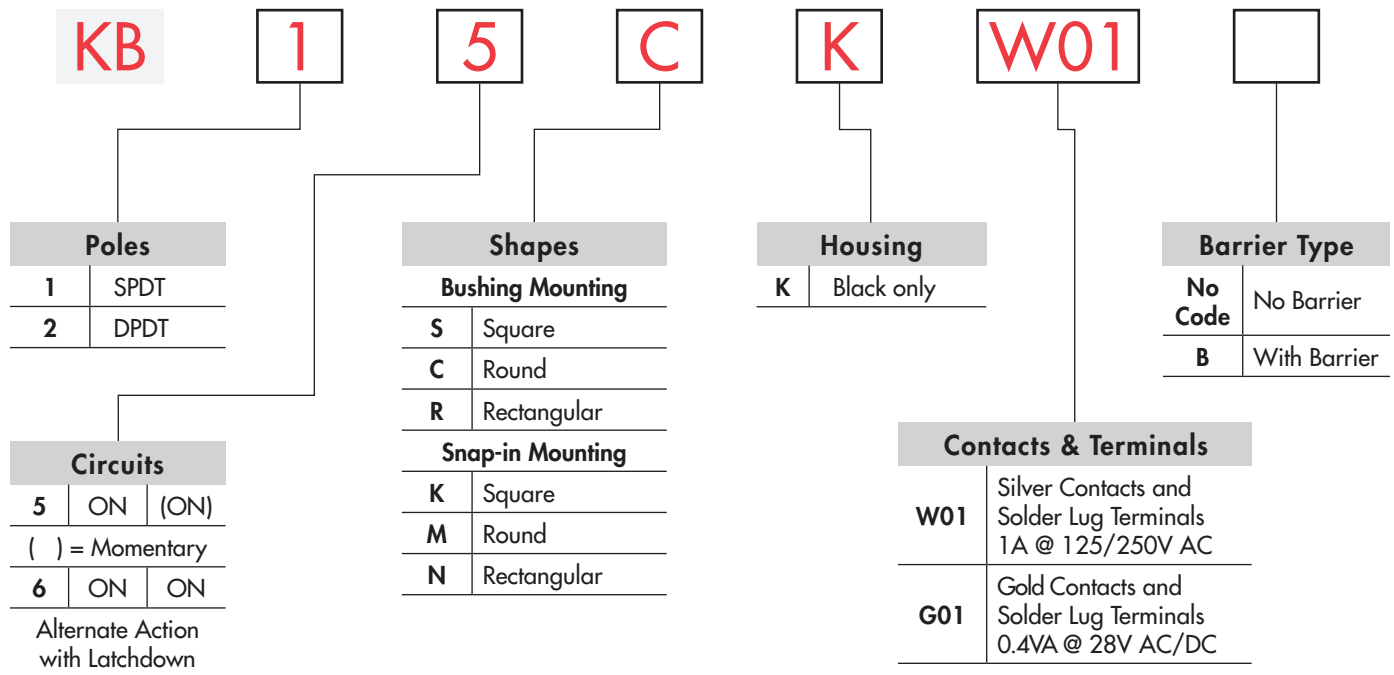 KB 1 5 C K W01
Poles
1 SPDT
2 DPDT
Circuits
5 ON (ON)
( ) = Momentary
6 ON ON
Alternate Action
with Latchdown
Shapes
Bushing Mounting
S Square
C Round
R Rectangular
Snap-in Mounting
K Square
M Round
N Rectangular
Housing
K Black only
Contacts & Terminals
W01 Silver Contacts and
Solder Lug Terminals
1A @ 125/250V AC
G01 Gold Contacts and
Solder Lug Terminals
0.4VA @ 28V AC/DC
Barrier Type
No
Code No Barrier
B With Barrier